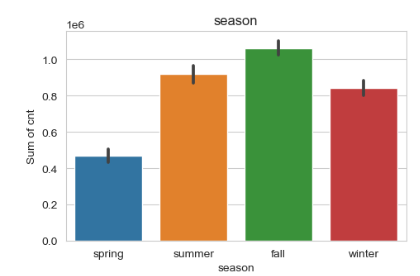 season
1e6
1.0
0.8
0.6
0.4
0.2
0.0
Sum of cnt
spring summer fall winter
season